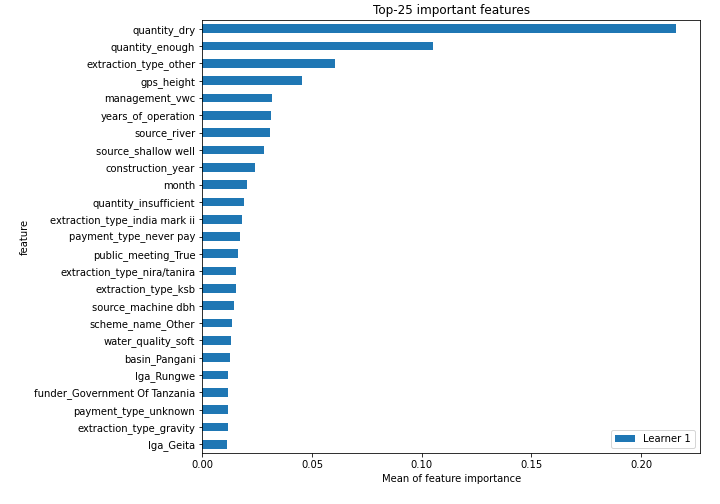 Top-25 important features
quantity_dry
quantity_enough
extraction_type_other
gps_height
management_vwc
years_of_operation
source_river
source_shallow well
construction_year
month
quantity_insufficient
extraction_type_india mark ii
payment_type_never pay
public_meeting_True
extraction_type_nira/tanira
extraction_type_ksb
source_machine dbh
scheme_name_Other
water_quality_soft
basin_Pangani
lga_Rungwe
funder_Government Of Tanzania
payment_type_unknown
extraction_type_gravity
lga_Geita
feature
Learner 1
0.00 0.05 0.10 0.15 0.20
Mean of feature importance